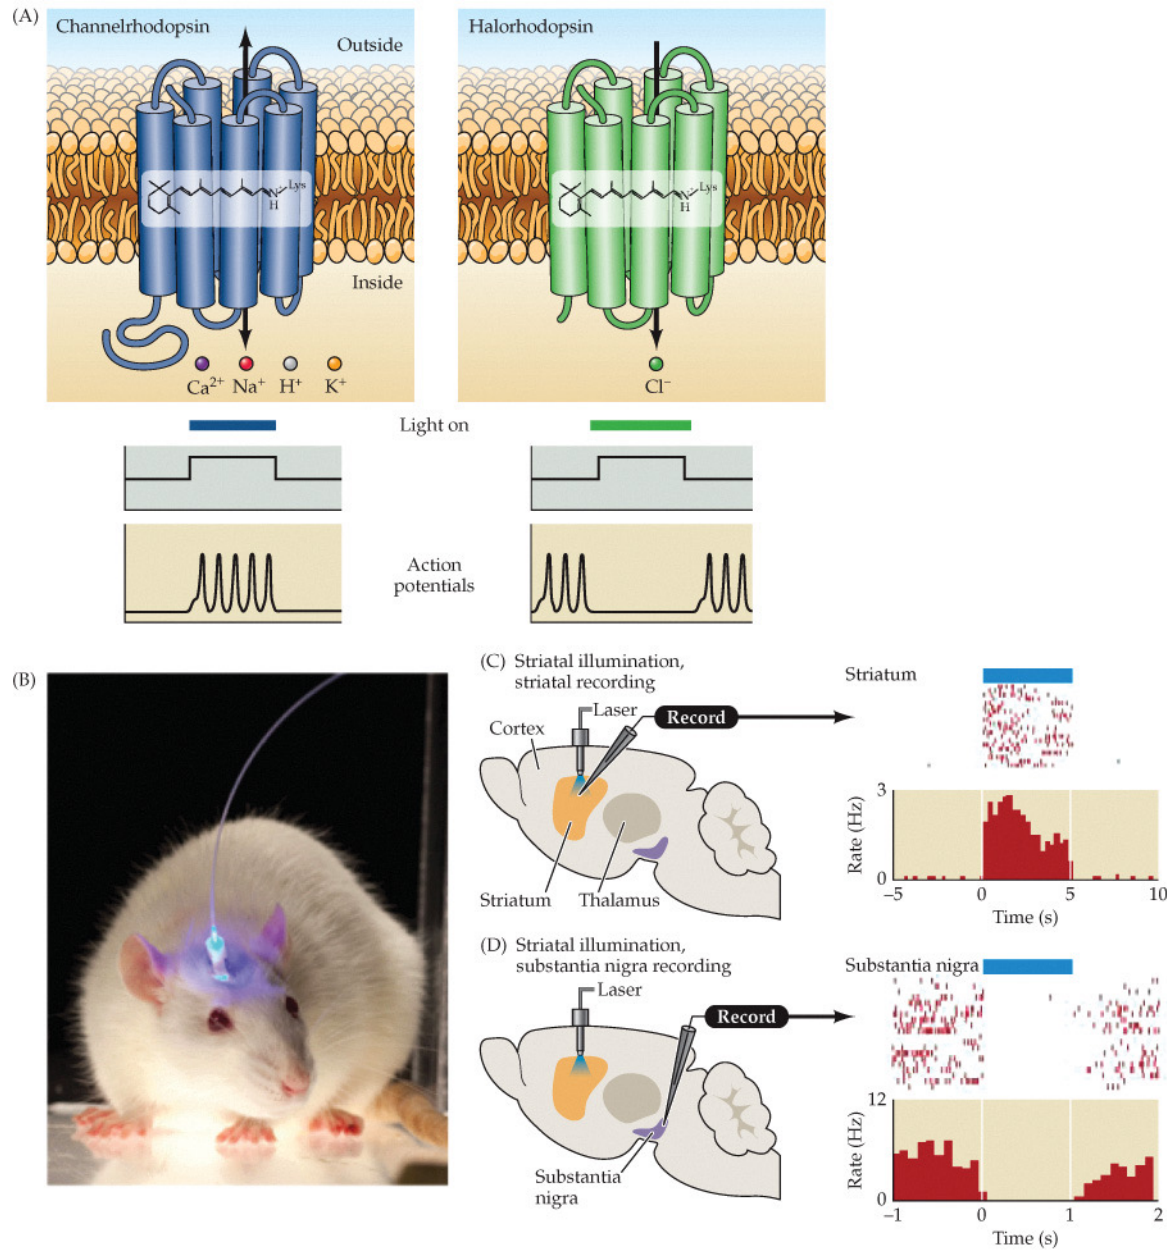 (A)
Channelrhodopsin
Outside
Lys
N
H
Inside
Ca²⁺ Na⁺ H⁺ K⁺
Halorhodopsin
Lys
N
H
Cl⁻
Light on
Action
potentials
(B)
(C) Striatal illumination,
striatal recording
Laser
Record
Cortex
Striatum
Thalamus
Striatum
3
Rate (Hz)
0
−5 0 5 10
Time (s)
(D) Striatal illumination,
substantia nigra recording
Laser
Record
Substantia
nigra
Substantia nigra
12
Rate (Hz)
0
−1 0 1 2
Time (s)